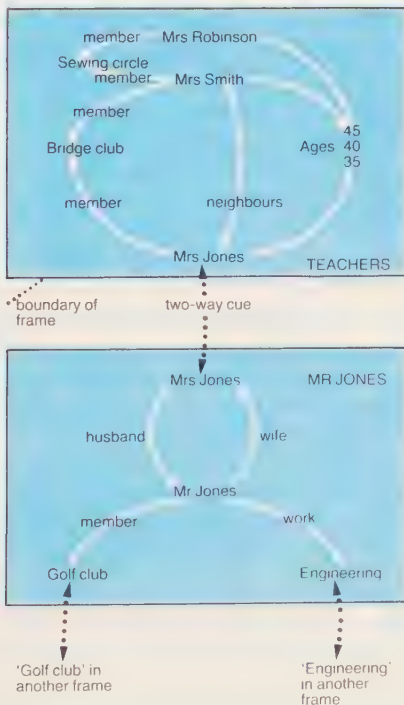 member Mrs Robinson
Sewing circle
member Mrs Smith
member
45
Bridge club Ages 40
35
member neighbours
Mrs Jones
TEACHERS
boundary of frame two-way cue
Mrs Jones MR JONES
husband wife
Mr Jones
member work
Golf club Engineering
'Golf club' in 'Engineering'
another frame in another
frame